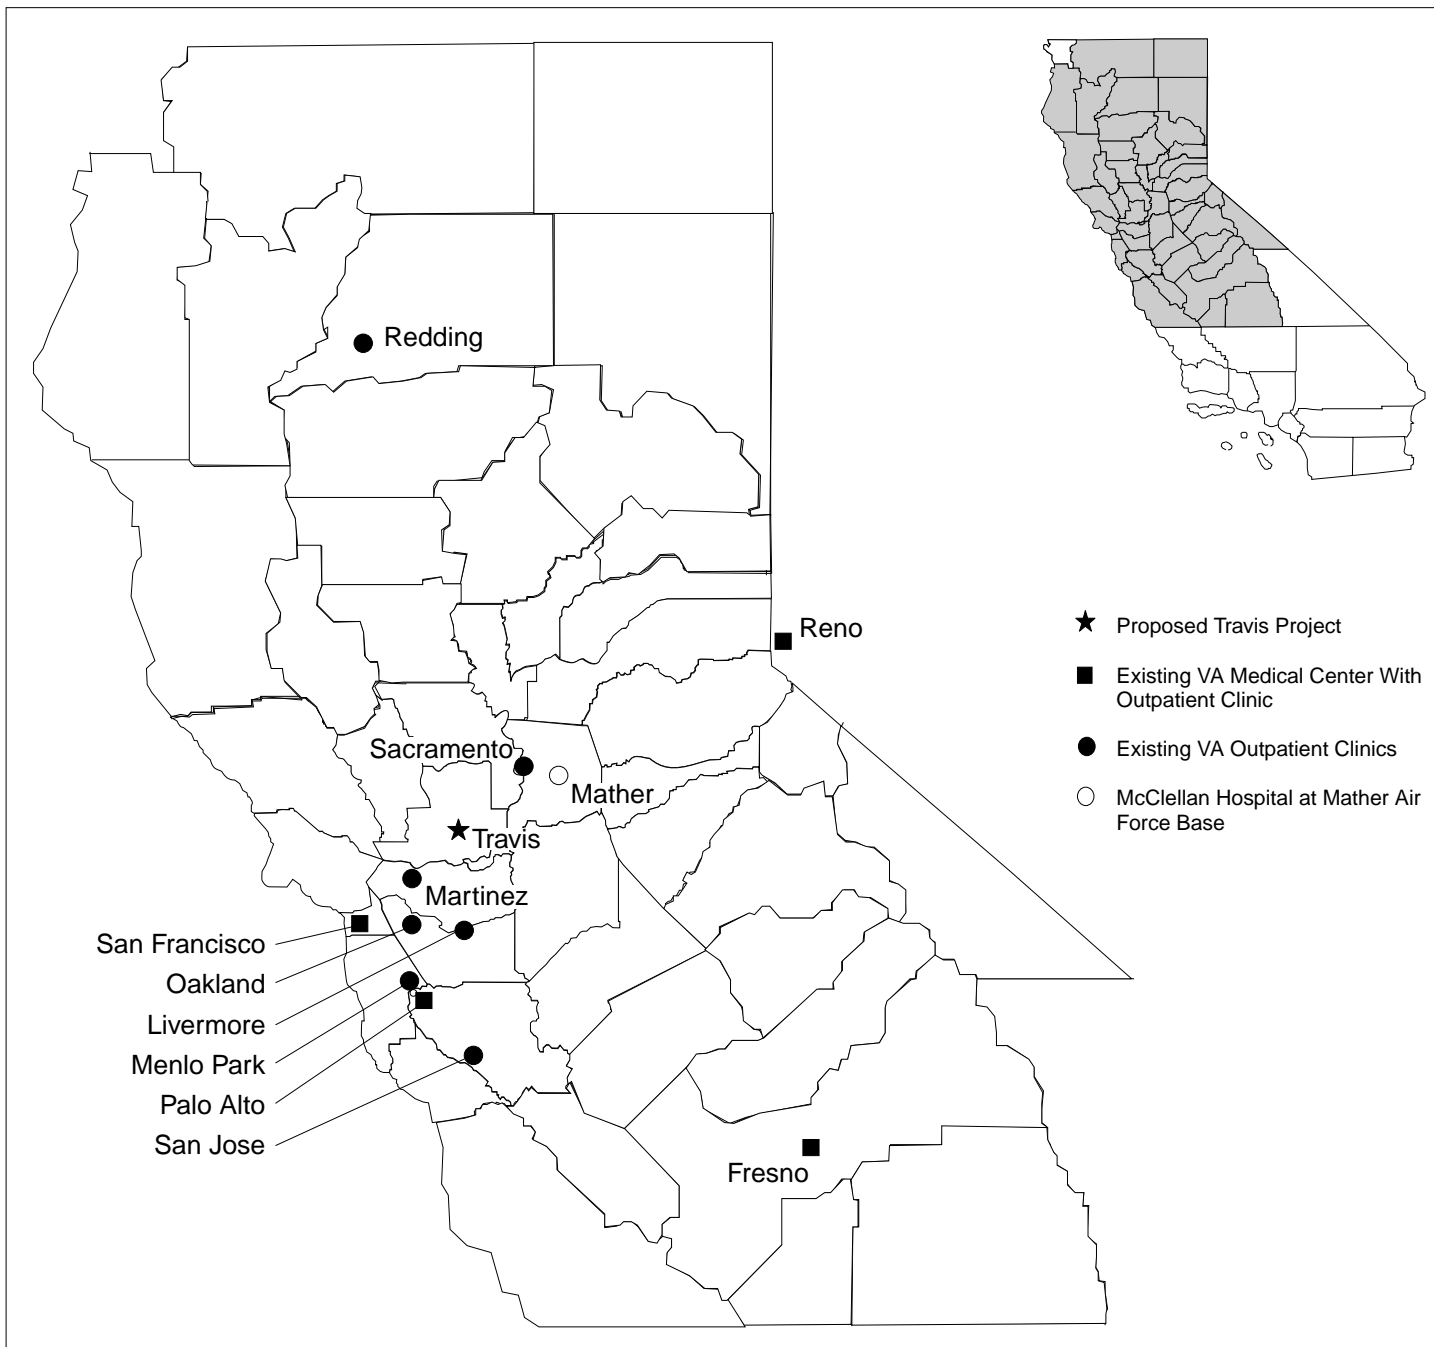 Redding
Reno
Sacramento
Mather
Travis
Martinez
San Francisco
Oakland
Livermore
Menlo Park
Palo Alto
San Jose
Fresno
Proposed Travis Project
Existing VA Medical Center With
Outpatient Clinic
Existing VA Outpatient Clinics
McClellan Hospital at Mather Air
Force Base